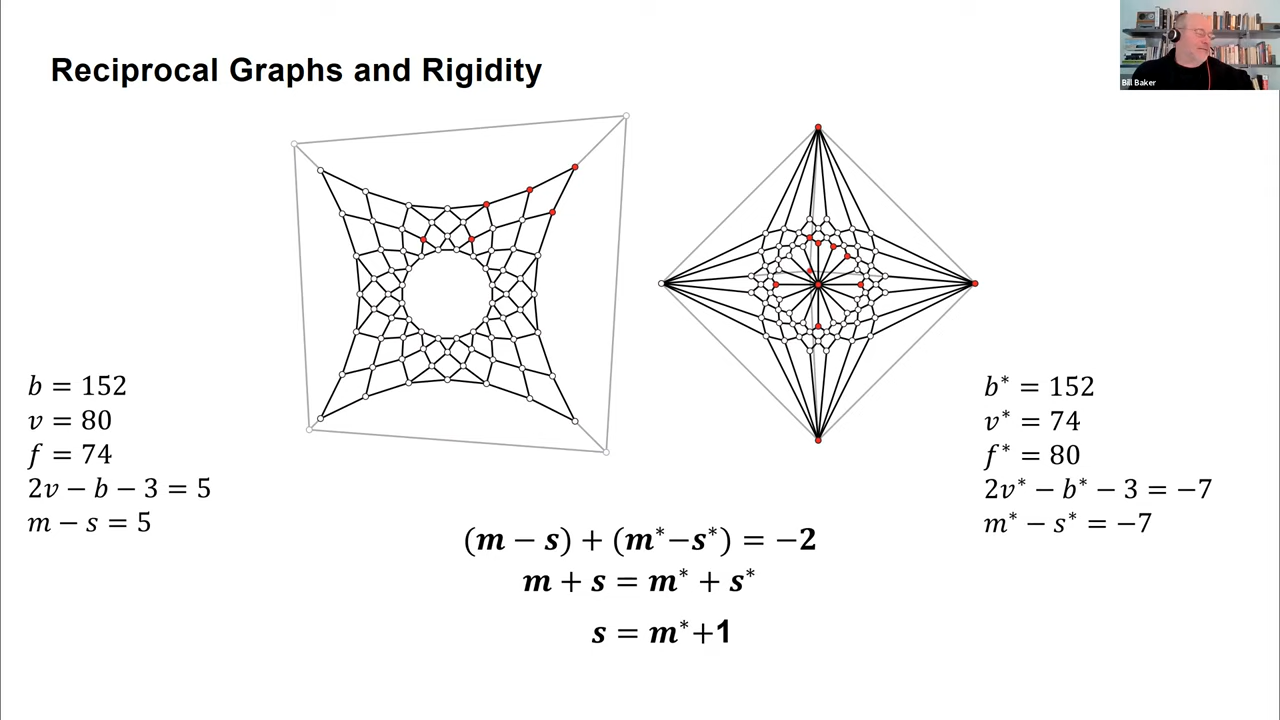 Bill Baker
Reciprocal Graphs and Rigidity
b = 152
v = 80
f = 74
2v − b − 3 = 5
m − s = 5
b* = 152
v* = 74
f* = 80
2v* − b* − 3 = −7
m* − s* = −7
(m − s) + (m*−s*) = −2
m + s = m* + s*
s = m*+1